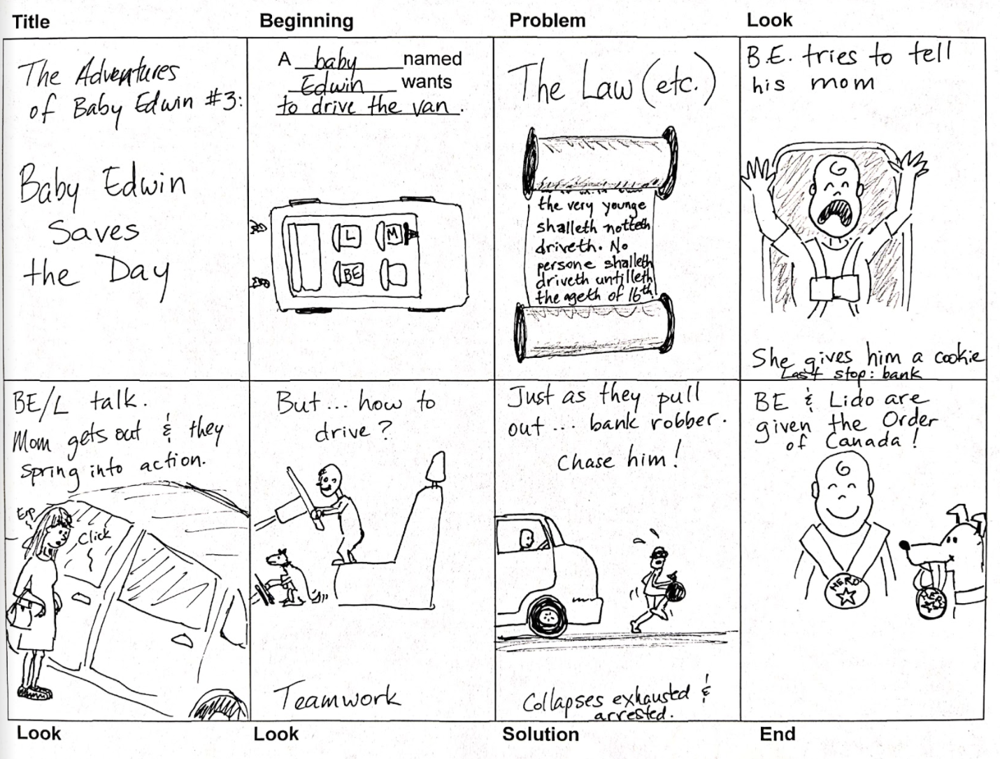 Title
Beginning
Problem
Look
The Adventures
of Baby Edwin #3:
Baby Edwin
Saves
the Day
A baby named
Edwin wants
to drive the van.
L
M
BE
The Law (etc.)
the very younge
shalleth notteth
driveth. No
persone shalleth
driveth untilleth
the ageth of 16th
B.E. tries to tell
his mom
She gives him a cookie
Last stop: bank
BE/L talk.
Mom gets out & they
spring into action.
Click
But... how to
drive?
Teamwork
Just as they pull
out... bank robber.
Chase him!
Collapses exhausted &
arrested.
BE & Lido are
given the Order
of Canada!
HERO
Look
Look
Solution
End